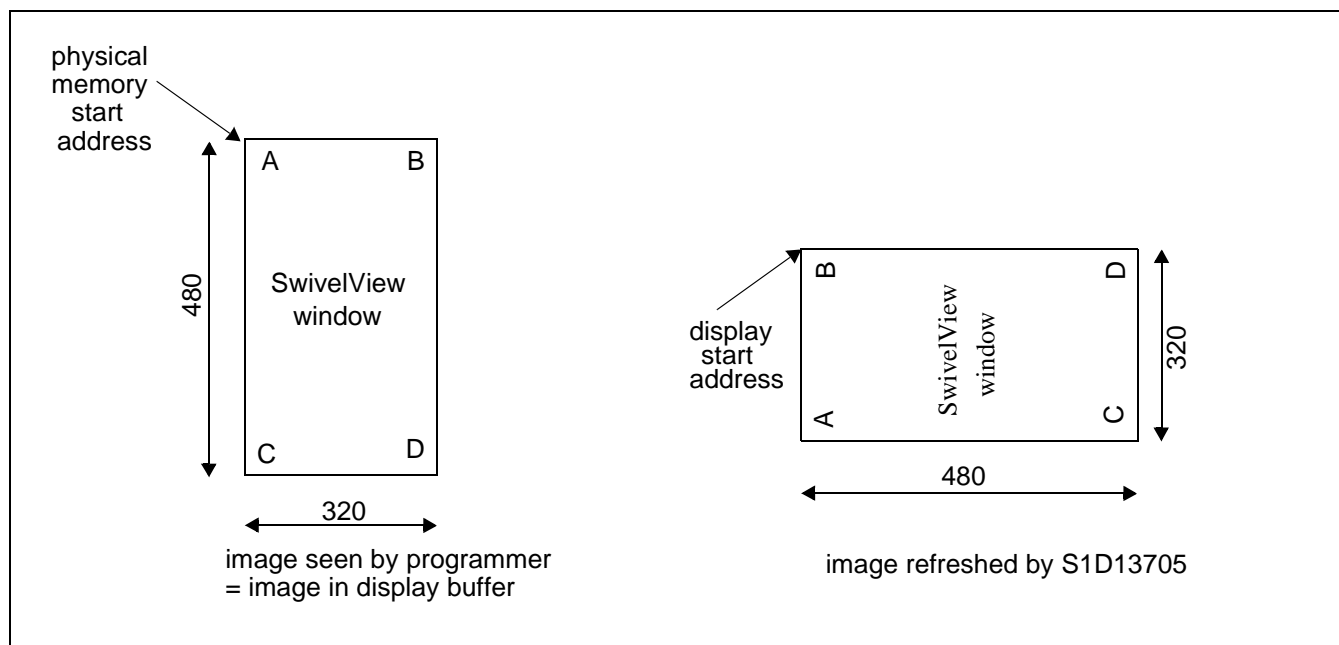 physical
memory
start
address
A
B
480
SwivelView
window
C
D
320
image seen by programmer
= image in display buffer
display
start
address
B
D
SwivelView
window
A
C
320
480
image refreshed by S1D13705